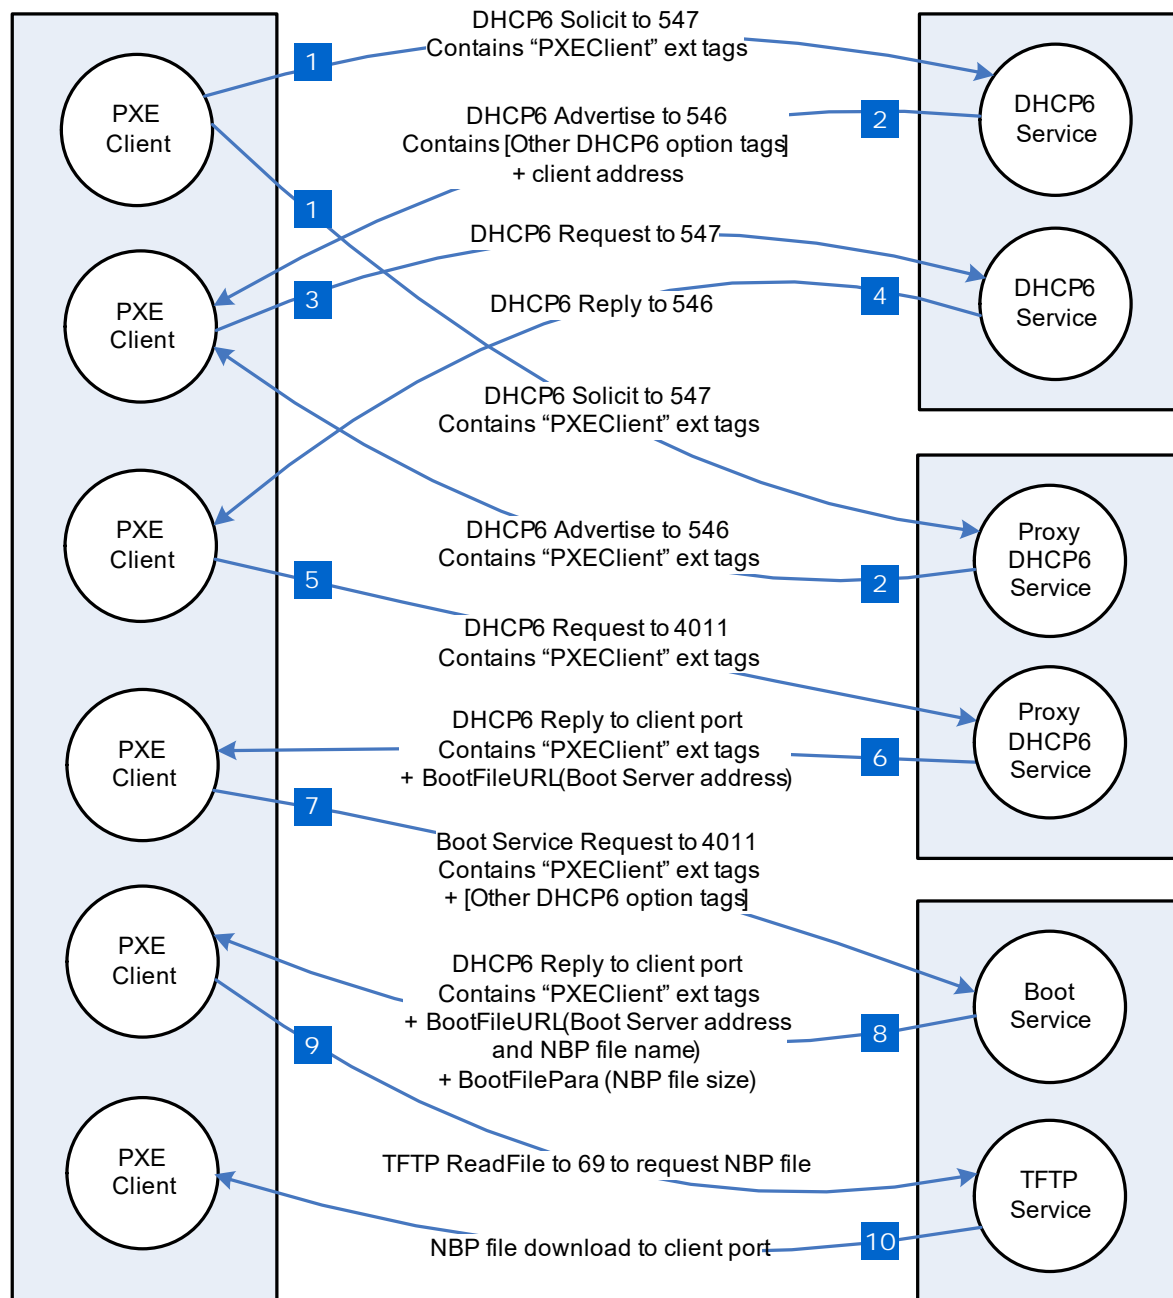 DHCP6 Solicit to 547
Contains “PXEClient” ext tags
1
PXE
Client
DHCP6
Service
DHCP6 Advertise to 546
Contains [Other DHCP6 option tags]
+ client address
2
1
DHCP6 Request to 547
3
PXE
Client
DHCP6
Service
DHCP6 Reply to 546
4
DHCP6 Solicit to 547
Contains “PXEClient” ext tags
PXE
Client
Proxy
DHCP6
Service
DHCP6 Advertise to 546
Contains “PXEClient” ext tags
2
5
DHCP6 Request to 4011
Contains “PXEClient” ext tags
Proxy
DHCP6
Service
DHCP6 Reply to client port
Contains “PXEClient” ext tags
+ BootFileURL(Boot Server address)
6
PXE
Client
7
Boot Service Request to 4011
Contains “PXEClient” ext tags
+ [Other DHCP6 option tags]
PXE
Client
Boot
Service
DHCP6 Reply to client port
Contains “PXEClient” ext tags
+ BootFileURL(Boot Server address
and NBP file name)
+ BootFilePara (NBP file size)
8
9
TFTP ReadFile to 69 to request NBP file
PXE
Client
TFTP
Service
NBP file download to client port
10